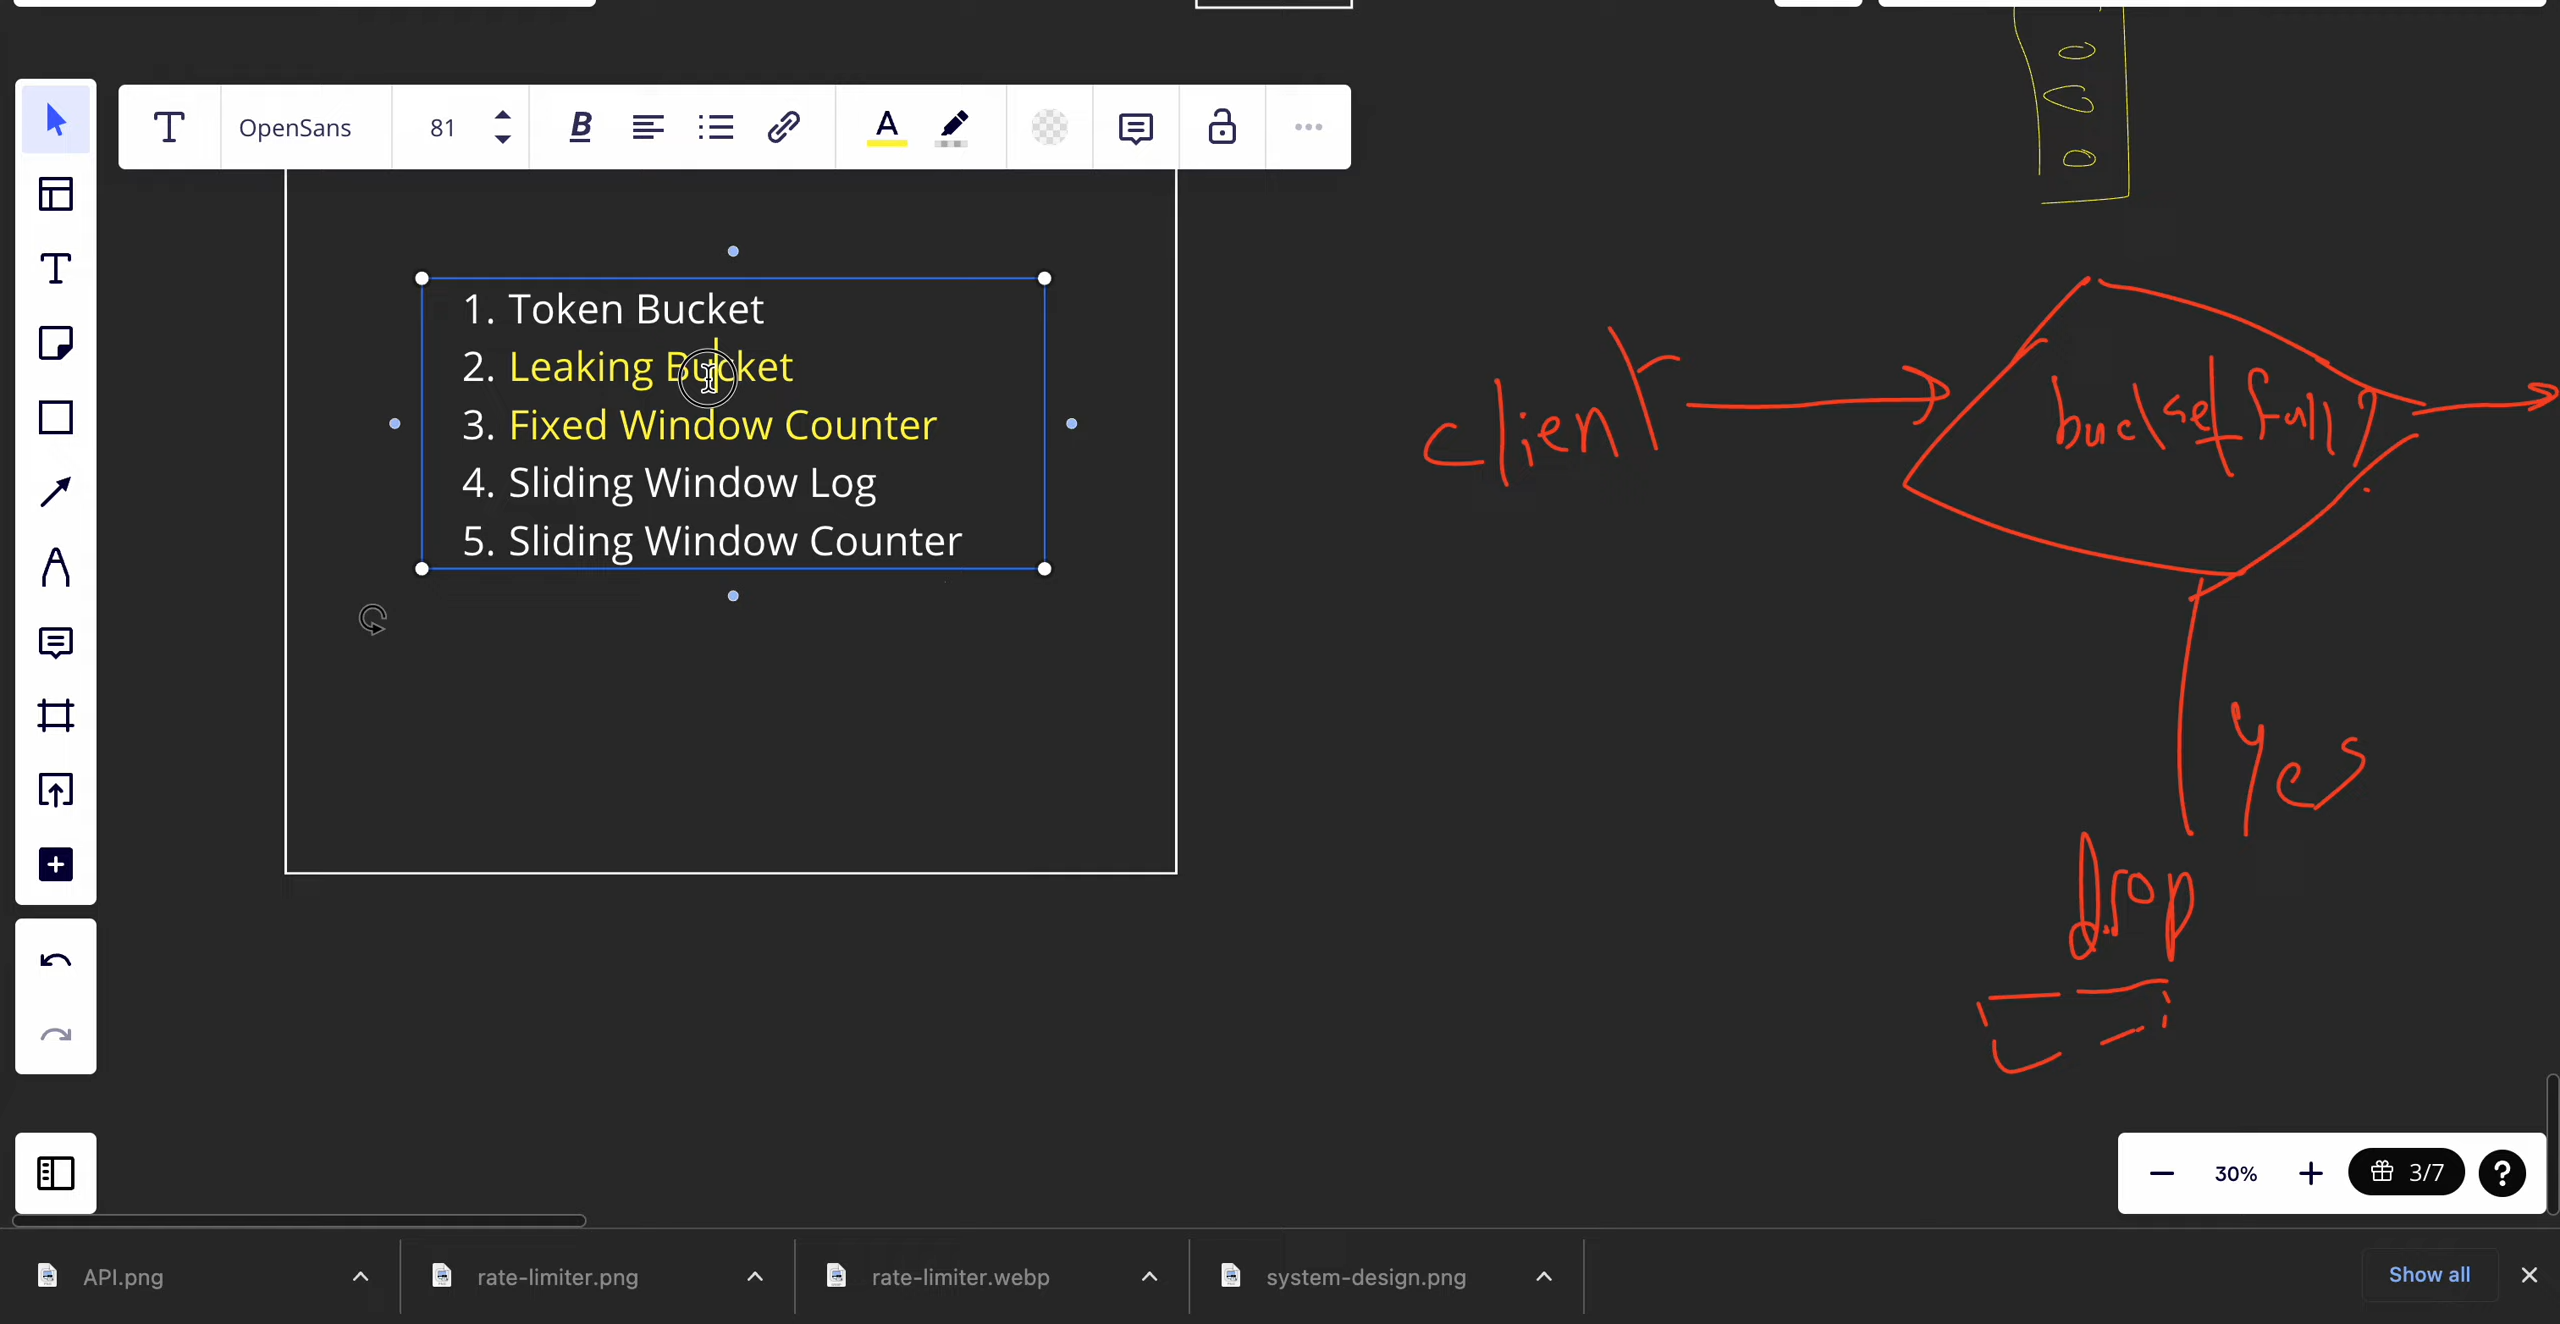 OpenSans
81
1. Token Bucket
2. Leaking Bucket
3. Fixed Window Counter
4. Sliding Window Log
5. Sliding Window Counter
client
bucket full?
yes
drop
30%
3/7
API.png
rate-limiter.png
rate-limiter.webp
system-design.png
Show all